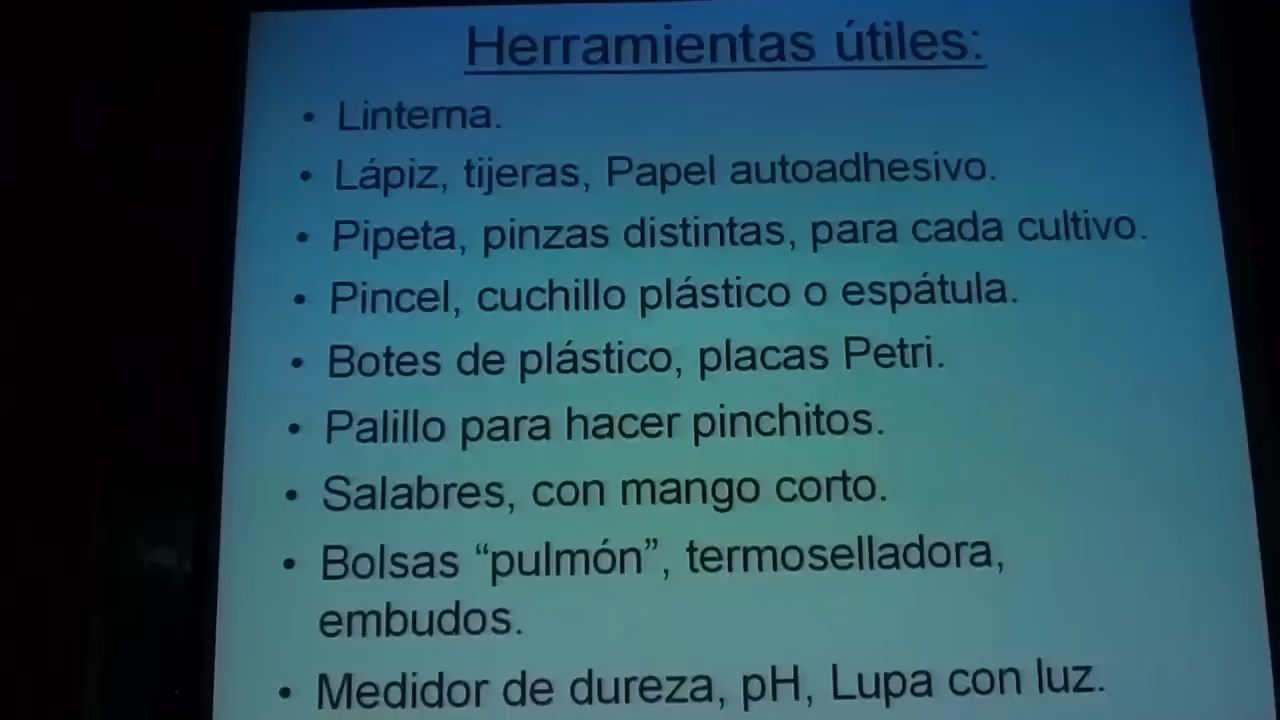 Herramientas útiles:
• Linterna.
• Lápiz, tijeras, Papel autoadhesivo.
• Pipeta, pinzas distintas, para cada cultivo.
• Pincel, cuchillo plástico o espátula.
• Botes de plástico, placas Petri.
• Palillo para hacer pinchitos.
• Salabres, con mango corto.
• Bolsas “pulmón”, termoselladora,
embudos.
• Medidor de dureza, pH, Lupa con luz.